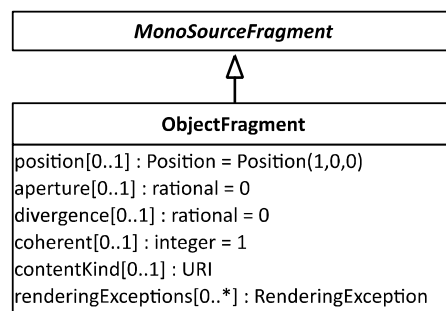 MonoSourceFragment
ObjectFragment
position[0..1] : Position = Position(1,0,0)
aperture[0..1] : rational = 0
divergence[0..1] : rational = 0
coherent[0..1] : integer = 1
contentKind[0..1] : URI
renderingExceptions[0..*] : RenderingException